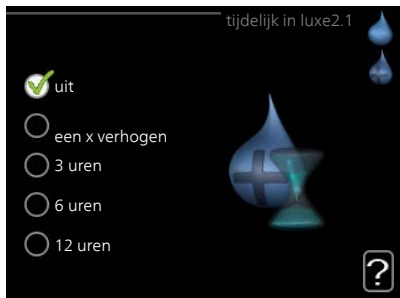 tijdelijk in luxe2.1
uit
een x verhogen
3 uren
6 uren
12 uren
?